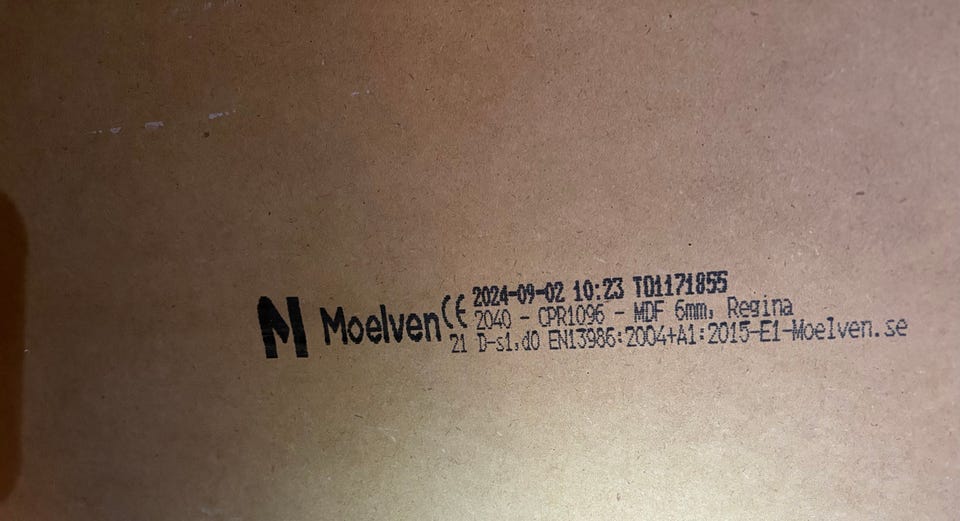 Moelven CE
2024-09-02 10:23 T01171855
2040 - CPR1096 - MDF 6mm, Regina
21 D-s1,d0 EN13986:2004+A1:2015-E1-Moelven.se